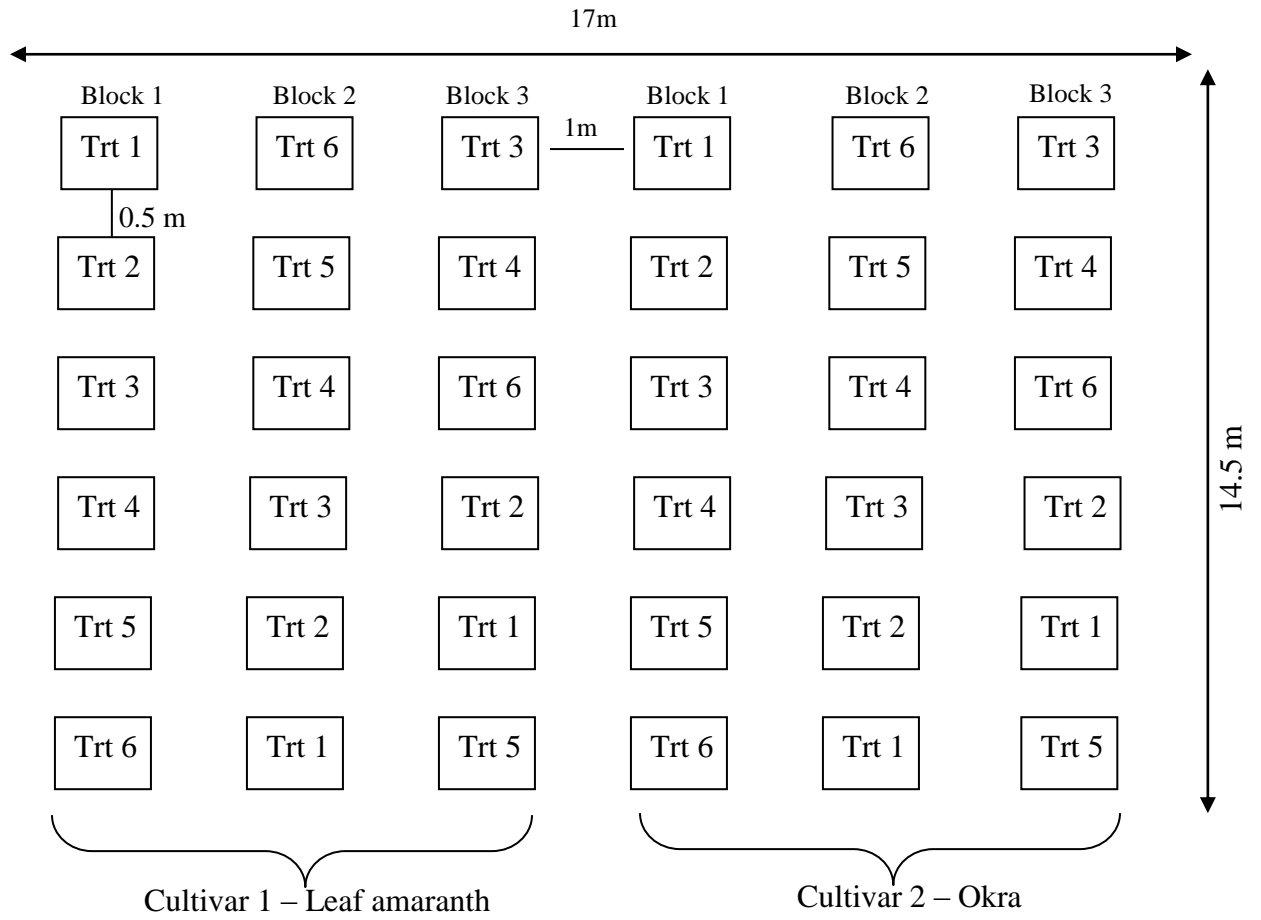 17m
Block 1 Block 2 Block 3 Block 1 Block 2 Block 3
Trt 1 Trt 6 Trt 3 1m Trt 1 Trt 6 Trt 3
0.5 m
Trt 2 Trt 5 Trt 4 Trt 2 Trt 5 Trt 4
Trt 3 Trt 4 Trt 6 Trt 3 Trt 4 Trt 6
14.5 m
Trt 4 Trt 3 Trt 2 Trt 4 Trt 3 Trt 2
Trt 5 Trt 2 Trt 1 Trt 5 Trt 2 Trt 1
Trt 6 Trt 1 Trt 5 Trt 6 Trt 1 Trt 5
Cultivar 1 – Leaf amaranth Cultivar 2 – Okra